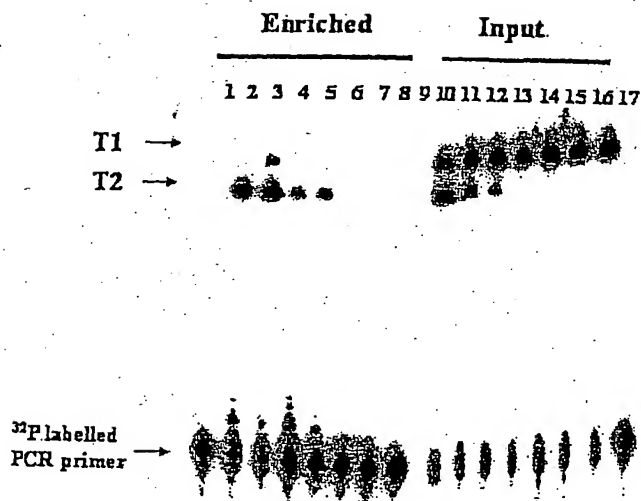 Enriched Input.
1 2 3 4 5 6 7 8 9 10 11 12 13 14 15 16 17
T1
T2
32P.labelled
PCR primer